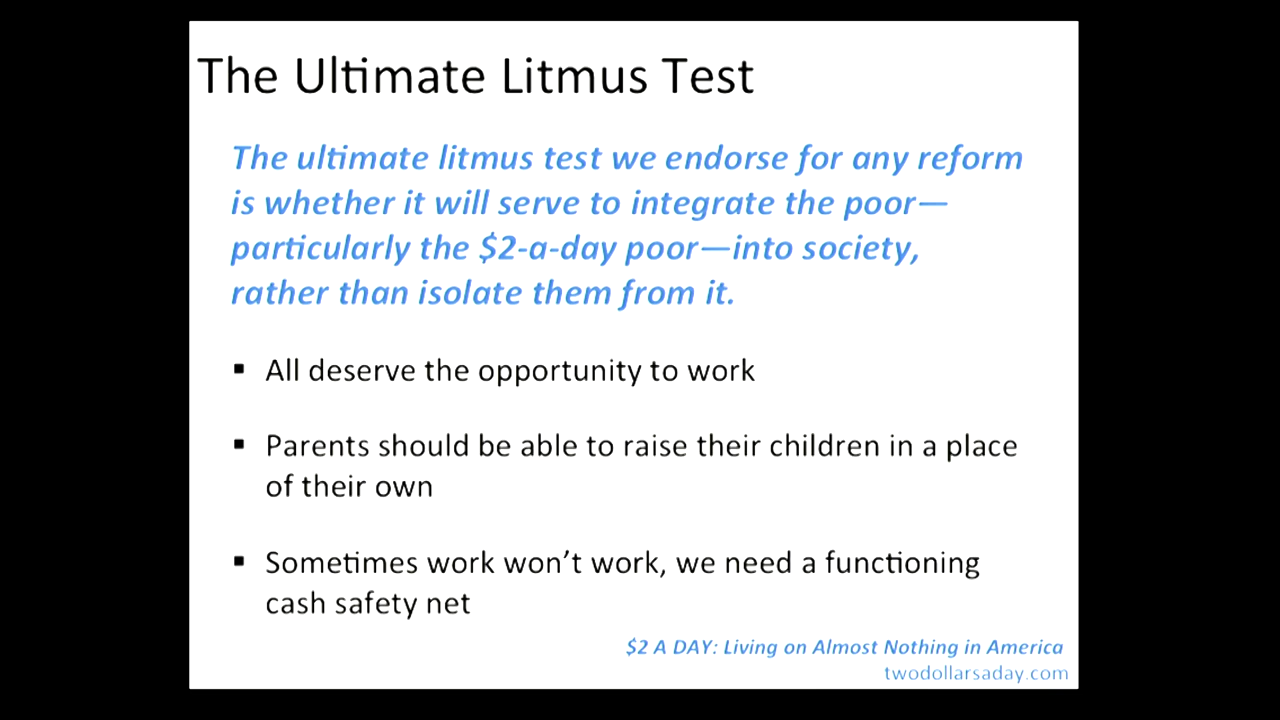 The Ultimate Litmus Test
The ultimate litmus test we endorse for any reform
is whether it will serve to integrate the poor—
particularly the $2-a-day poor—into society,
rather than isolate them from it.
▪ All deserve the opportunity to work
▪ Parents should be able to raise their children in a place
of their own
▪ Sometimes work won’t work, we need a functioning
cash safety net
$2 A DAY: Living on Almost Nothing in America
twodollarsaday.com